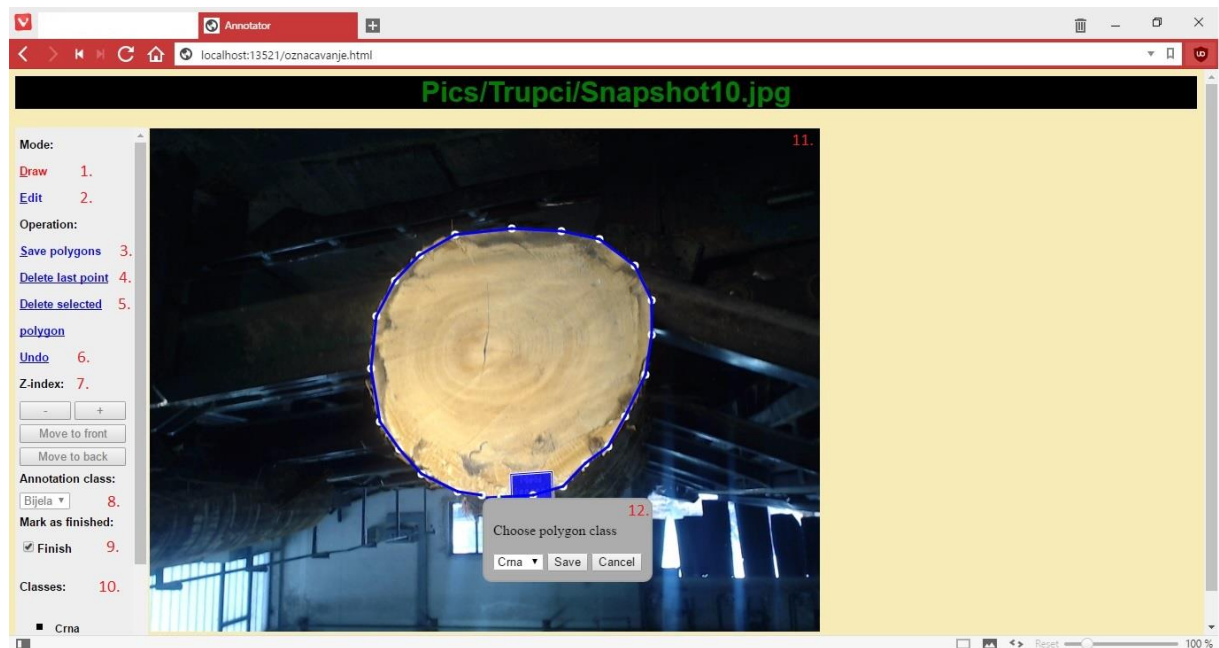 Annotator
localhost:13521/oznacavanje.html
Pics/Trupci/Snapshot10.jpg
Mode:
Draw 1.
Edit 2.
Operation:
Save polygons 3.
Delete last point 4.
Delete selected 5.
polygon
Undo 6.
Z-index: 7.
- +
Move to front
Move to back
Annotation class:
Bijela 8.
Mark as finished:
Finish 9.
Classes: 10.
Crna
11.
12.
Choose polygon class
Crna Save Cancel
Reset 100 %